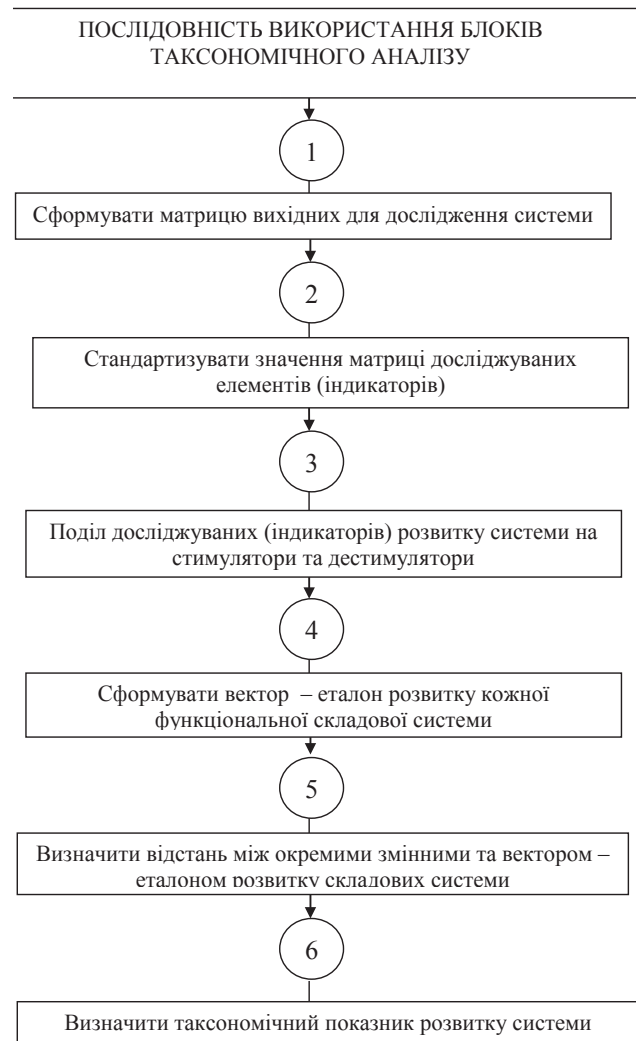 ПОСЛІДОВНІСТЬ ВИКОРИСТАННЯ БЛОКІВ
ТАКСОНОМІЧНОГО АНАЛІЗУ
1
Сформувати матрицю вихідних для дослідження системи
2
Стандартизувати значення матриці досліджуваних
елементів (індикаторів)
3
Поділ досліджуваних (індикаторів) розвитку системи на
стимулятори та дестимулятори
4
Сформувати вектор – еталон розвитку кожної
функціональної складової системи
5
Визначити відстань між окремими змінними та вектором –
еталоном розвитку складових системи
6
Визначити таксономічний показник розвитку системи